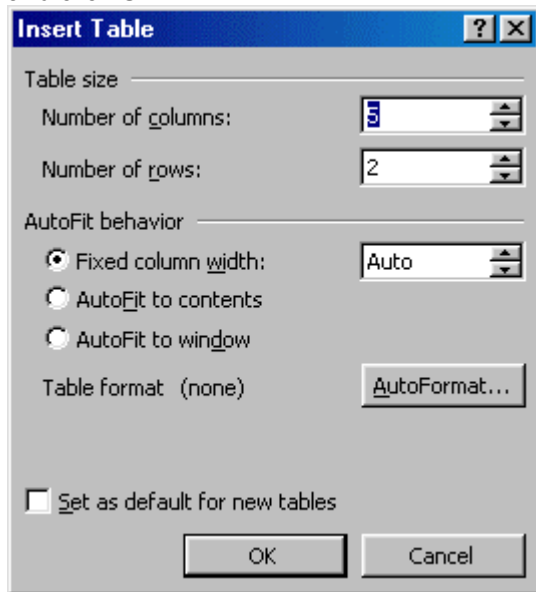 Insert Table
Table size
Number of columns: 5
Number of rows: 2
AutoFit behavior
Fixed column width: Auto
AutoFit to contents
AutoFit to window
Table format (none) AutoFormat...
Set as default for new tables
OK Cancel